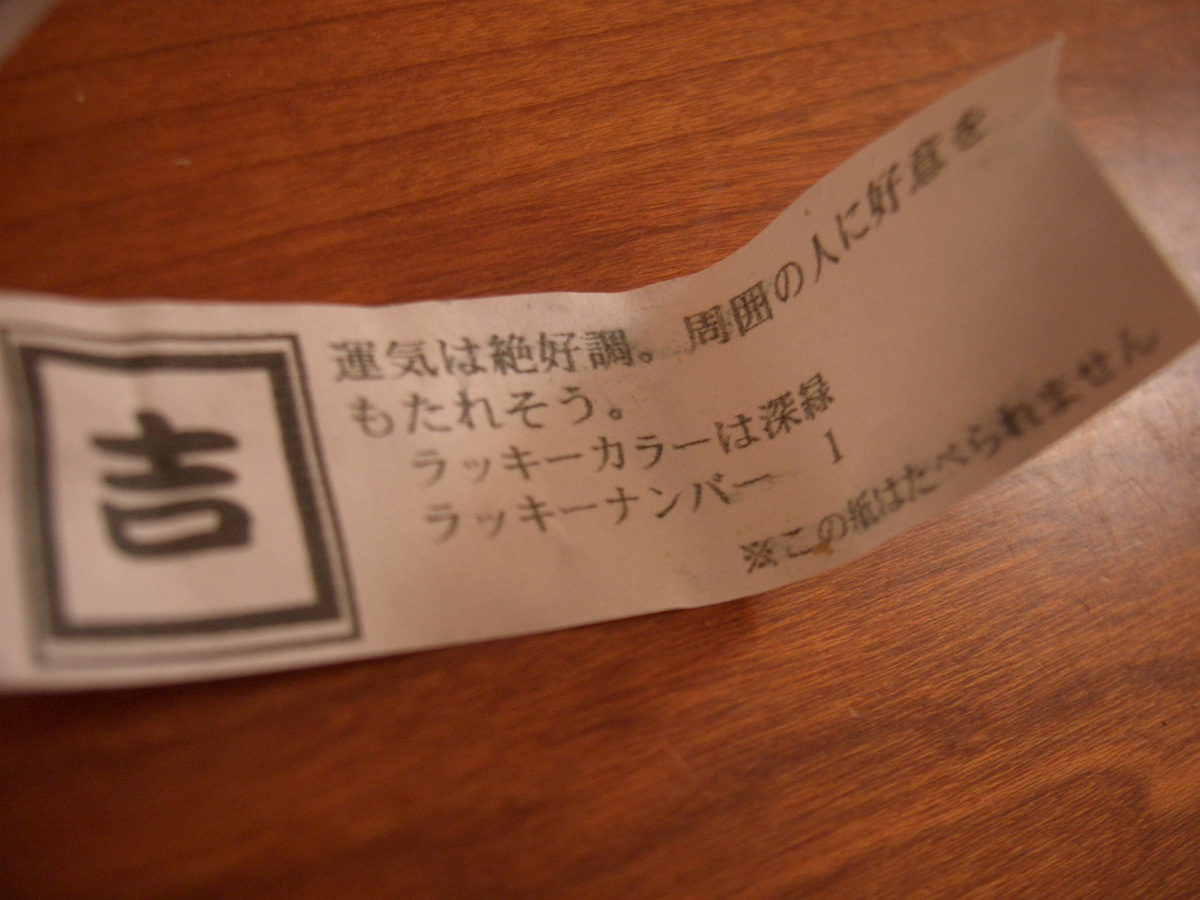 吉
運気は絶好調。周囲の人に好意を
もたれそう。
ラッキーカラーは深緑
ラッキーナンバー 1
※この紙はたべられません